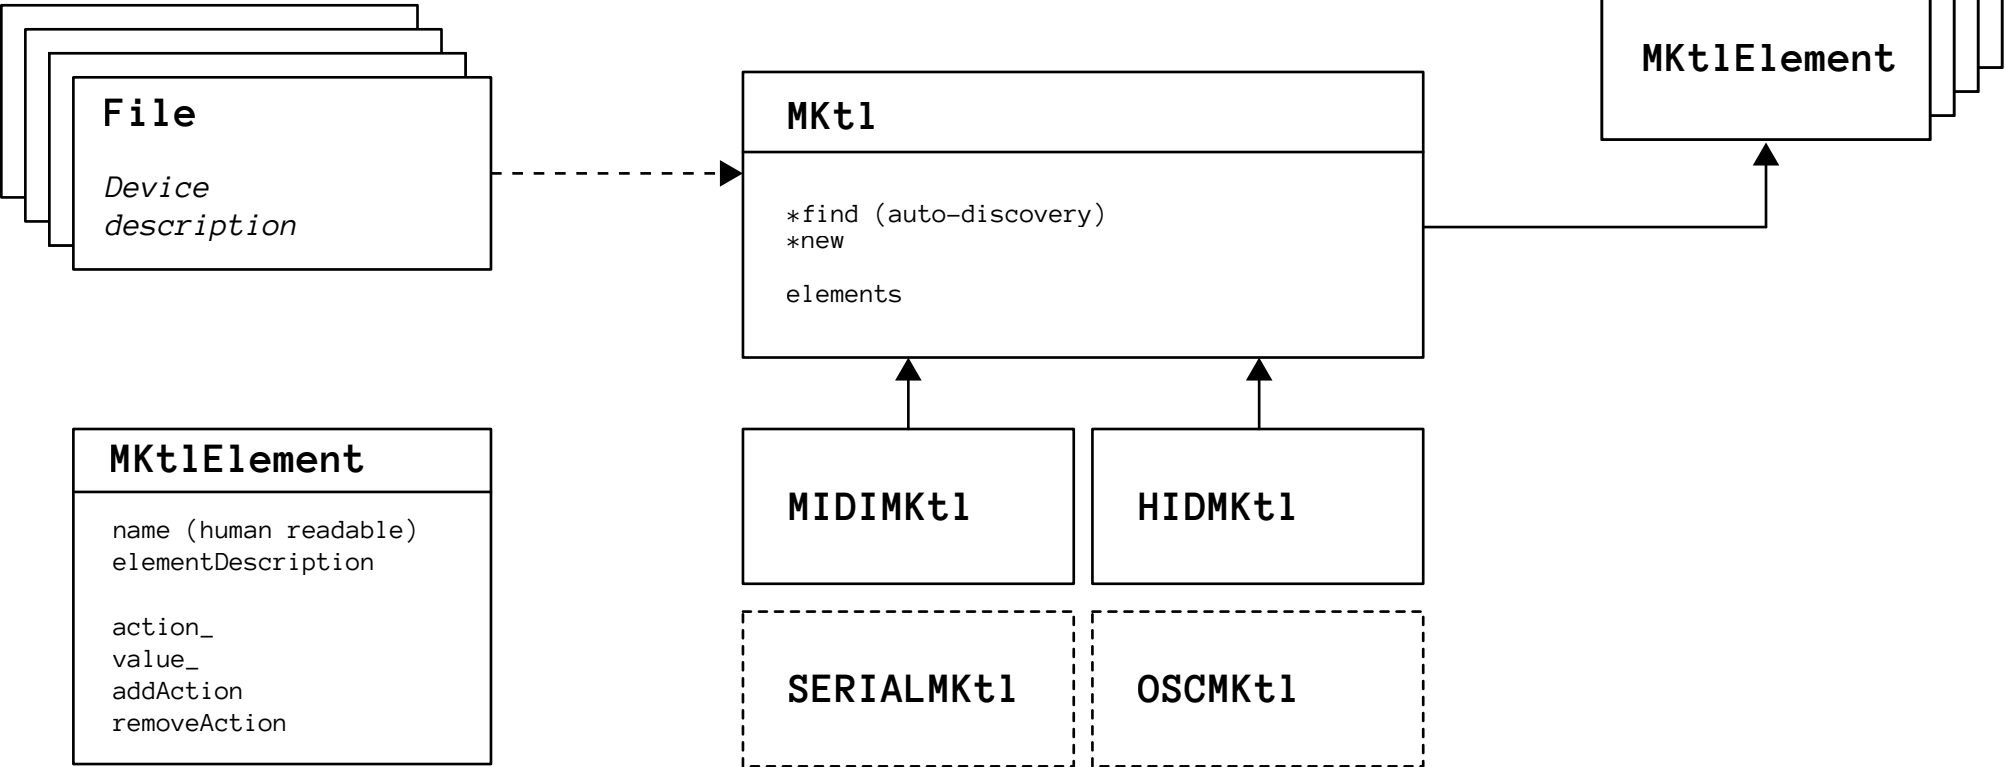 File
Device
description
MKtl
*find (auto-discovery)
*new
elements
MKtlElement
MKtlElement
name (human readable)
elementDescription
action_
value_
addAction
removeAction
MIDIMKtl
HIDMKtl
SERIALMKtl
OSCMKtl